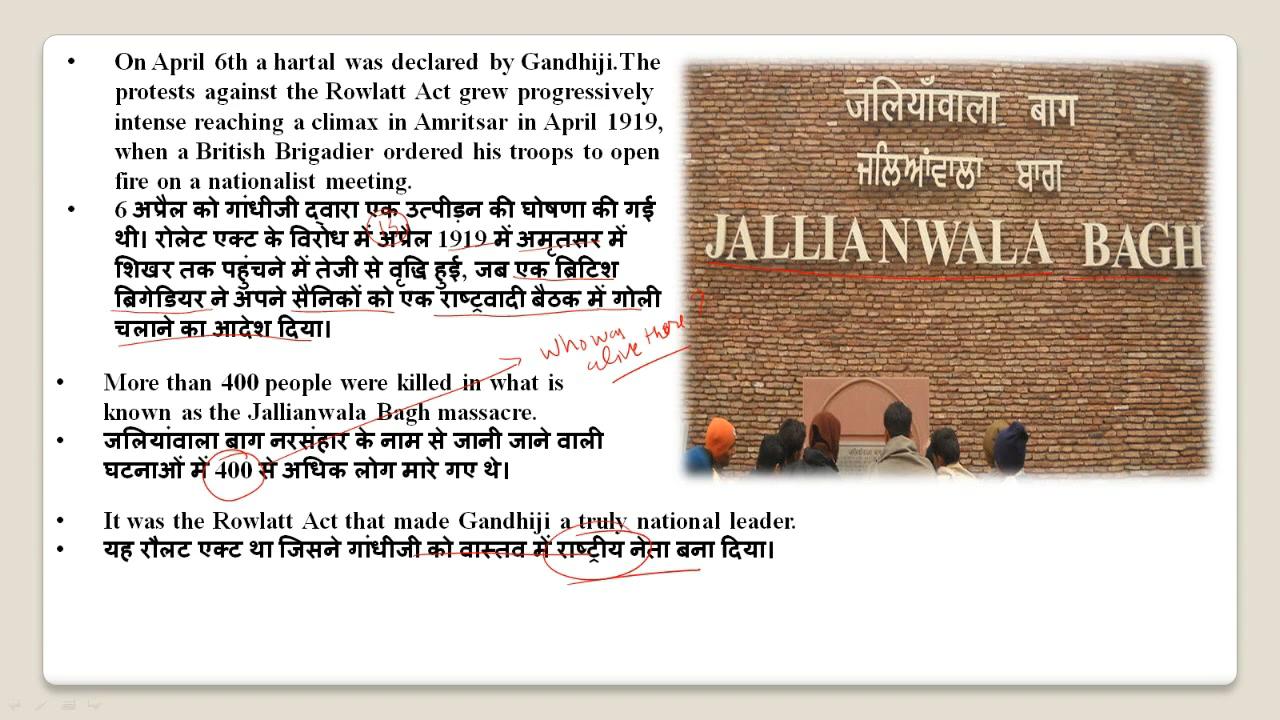 • On April 6th a hartal was declared by Gandhiji.The
protests against the Rowlatt Act grew progressively
intense reaching a climax in Amritsar in April 1919,
when a British Brigadier ordered his troops to open
fire on a nationalist meeting.
• 6 अप्रैल को गांधीजी द्वारा एक उत्पीड़न की घोषणा की गई
थी। रोलेट एक्ट के विरोध में अप्रैल 1919 में अमृतसर में
शिखर तक पहुंचने में तेजी से वृद्धि हुई, जब एक ब्रिटिश
ब्रिगेडियर ने अपने सैनिकों को एक राष्ट्रवादी बैठक में गोली
चलाने का आदेश दिया।
13
who was
alive there ?
• More than 400 people were killed in what is
known as the Jallianwala Bagh massacre.
• जलियांवाला बाग नरसंहार के नाम से जानी जाने वाली
घटनाओं में 400 से अधिक लोग मारे गए थे।
• It was the Rowlatt Act that made Gandhiji a truly national leader.
• यह रौलट एक्ट था जिसने गांधीजी को वास्तव में राष्ट्रीय नेता बना दिया।
जलियाँवाला बाग
ਜਲਿਆਂਵਾਲਾ ਬਾਗ
JALLIANWALA BAGH